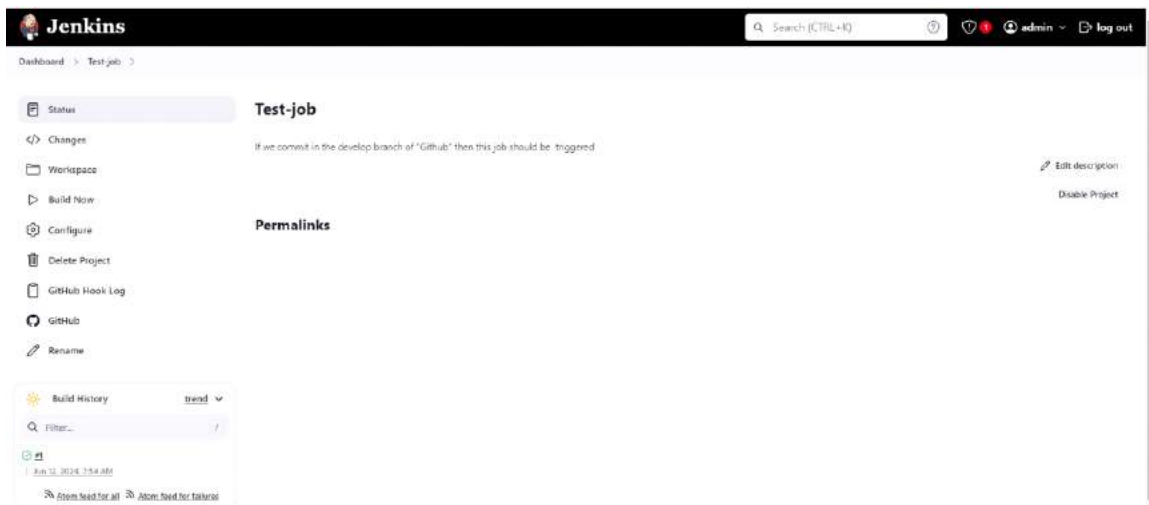 Jenkins
Search (CTRL+K)
1
admin
log out
Dashboard > Test-job >
Status
Changes
Workspace
Build Now
Configure
Delete Project
GitHub Hook Log
GitHub
Rename
Build History
trend
Filter...
/
#1
Jun 12, 2024, 7:54 AM
Atom feed for all
Atom feed for failures
Test-job
If we commit in the develop branch of "Github" then this job should be triggered
Edit description
Disable Project
Permalinks